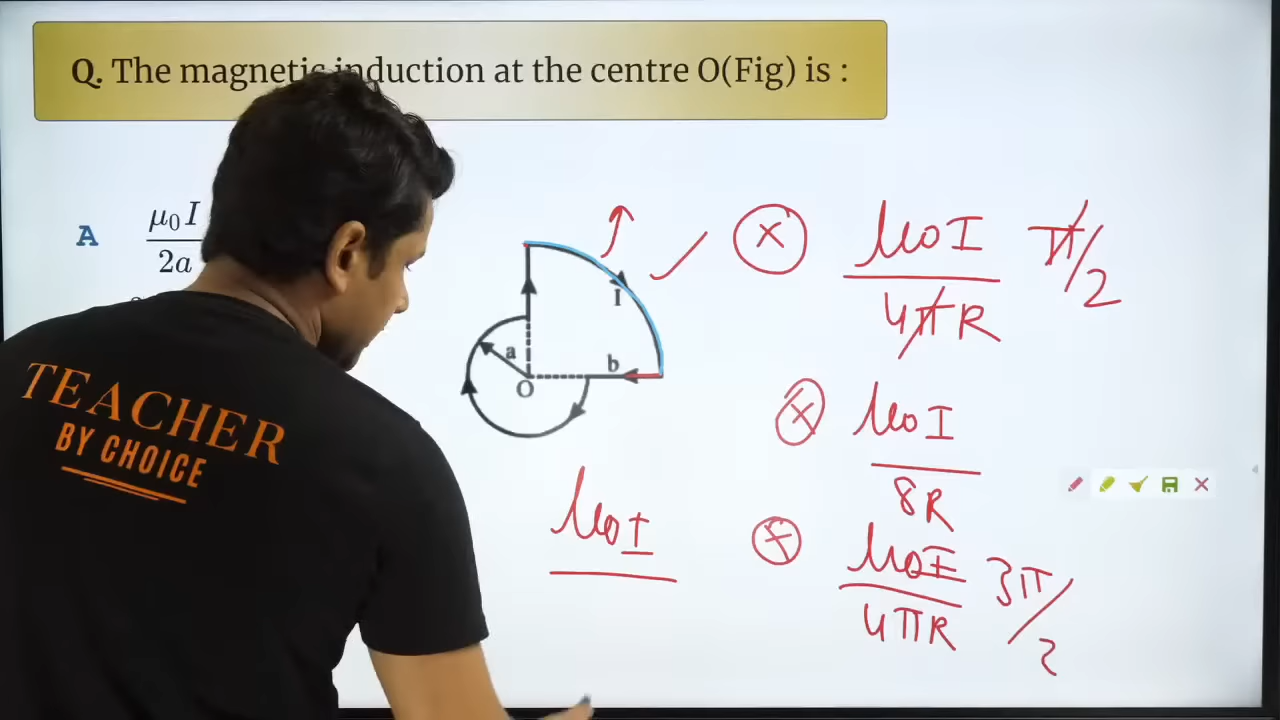 Q. The magnetic induction at the centre O(Fig) is :
A
μ₀I
2a
I
a
b
O
μ₀I
4πR
π/2
μ₀I
8R
μ₀I
4πR
3π/2
μ₀I
TEACHER
BY CHOICE